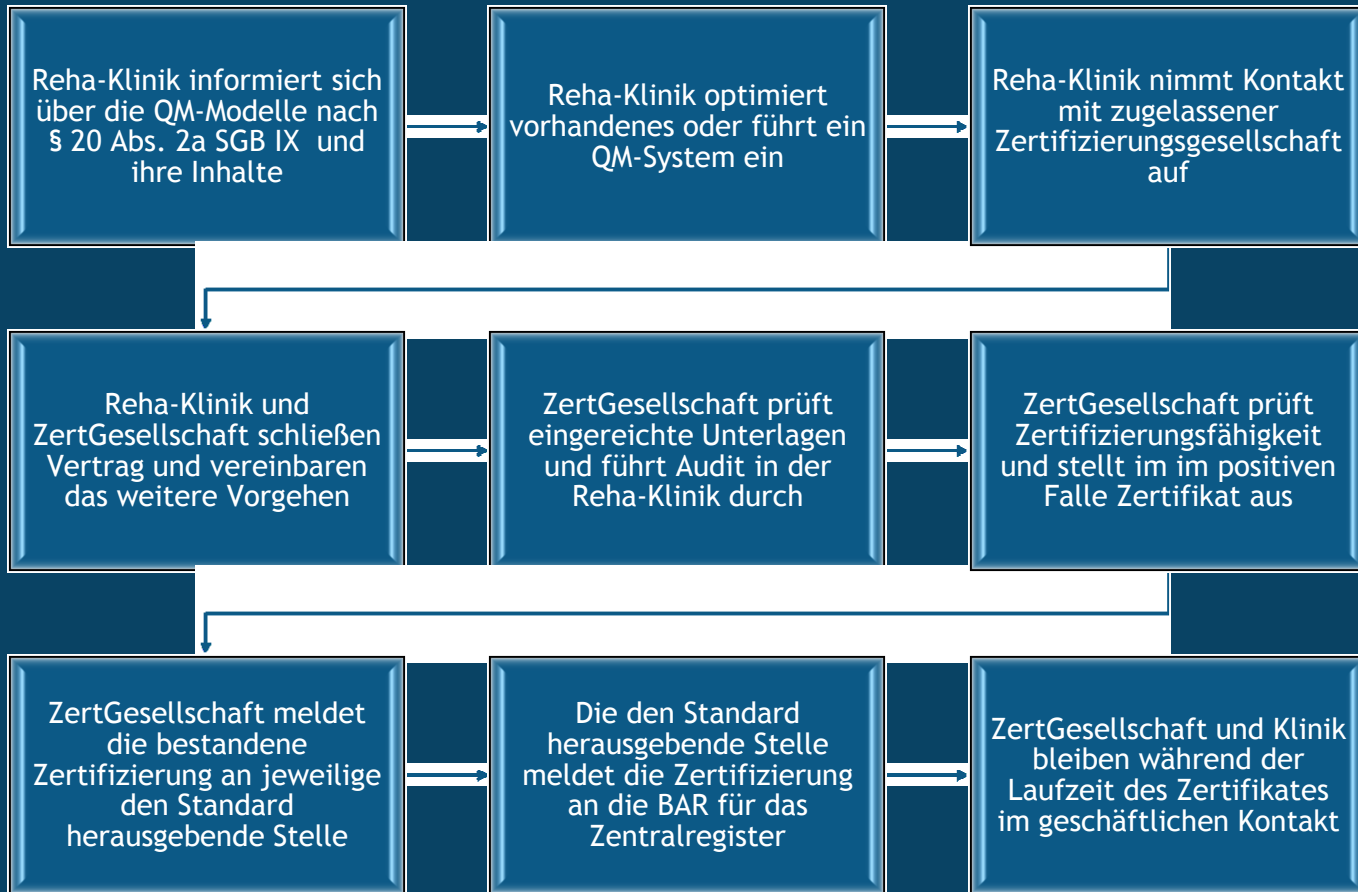 Reha-Klinik informiert sich
über die QM-Modelle nach
§ 20 Abs. 2a SGB IX und
ihre Inhalte
Reha-Klinik optimiert
vorhandenes oder führt ein
QM-System ein
Reha-Klinik nimmt Kontakt
mit zugelassener
Zertifizierungsgesellschaft
auf
Reha-Klinik und
ZertGesellschaft schließen
Vertrag und vereinbaren
das weitere Vorgehen
ZertGesellschaft prüft
eingereichte Unterlagen
und führt Audit in der
Reha-Klinik durch
ZertGesellschaft prüft
Zertifizierungsfähigkeit
und stellt im im positiven
Falle Zertifikat aus
ZertGesellschaft meldet
die bestandene
Zertifizierung an jeweilige
den Standard
herausgebende Stelle
Die den Standard
herausgebende Stelle
meldet die Zertifizierung
an die BAR für das
Zentralregister
ZertGesellschaft und Klinik
bleiben während der
Laufzeit des Zertifikates
im geschäftlichen Kontakt